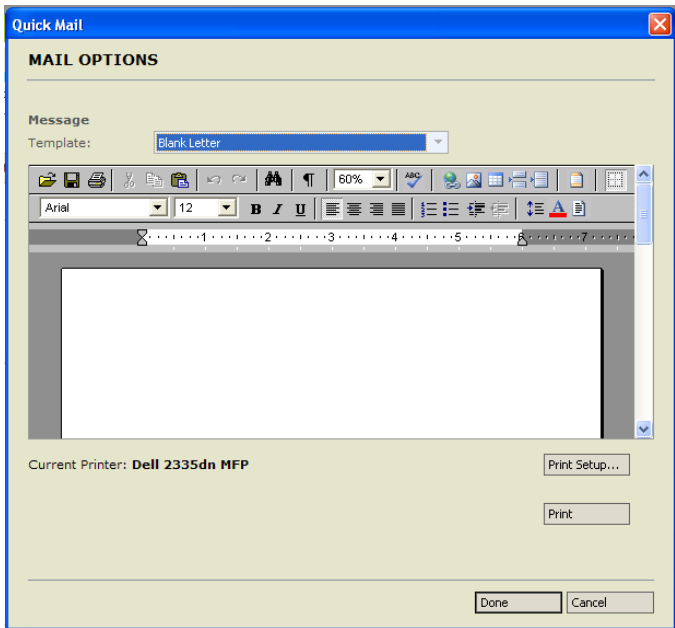 Quick Mail
MAIL OPTIONS
Message
Template: Blank Letter
60% ABC
Arial 12 B I U A
1 2 3 4 5 6 7
Current Printer: Dell 2335dn MFP
Print Setup...
Print
Done Cancel